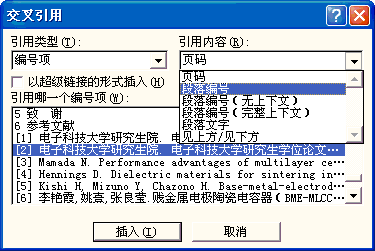 交叉引用
引用类型(T): 引用内容(R):
编号项 页码
页码
以超级链接的形式插入(H) 段落编号
引用哪一个编号项(W): 段落编号(无上下文)
5 致 谢 段落编号(完整上下文)
6 参考文献 段落文字
[1] 电子科技大学研究生院. 电 见上方/见下方
[2] 电子科技大学研究生院. 电子科技大学研究生学位论文…
[3] Mamada N. Performance advantages of multilayer ce…
[4] Hennings D. Dielectric materials for sintering in…
[5] Kishi H, Mizuno Y, Chazono H. Base-metal-electrod…
[6] 李艳霞,姚壹,张良莹.贱金属电极陶瓷电容器(BME-MLCC…
插入(I) 取消